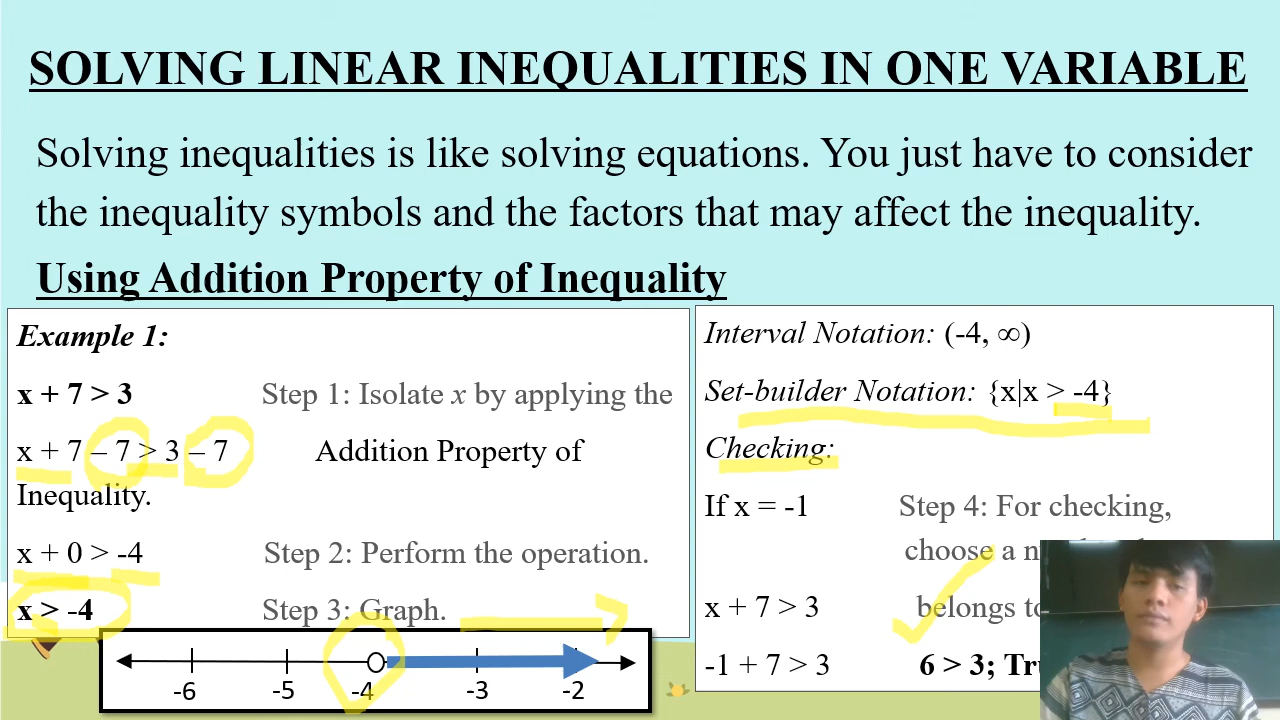 SOLVING LINEAR INEQUALITIES IN ONE VARIABLE
Solving inequalities is like solving equations. You just have to consider
the inequality symbols and the factors that may affect the inequality.
Using Addition Property of Inequality
Example 1:
x + 7 > 3 Step 1: Isolate x by applying the
x + 7 – 7 > 3 – 7 Addition Property of
Inequality.
x + 0 > -4 Step 2: Perform the operation.
x > -4 Step 3: Graph.
-6 -5 -4 -3 -2
Interval Notation: (-4, ∞)
Set-builder Notation: {x|x > -4}
Checking:
If x = -1 Step 4: For checking,
choose a
x + 7 > 3 belongs to
-1 + 7 > 3 6 > 3;